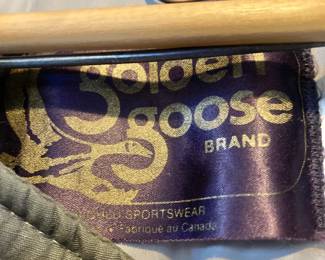 golden
goose
BRAND
SPORTSWEAR
Fabriqué au Canada